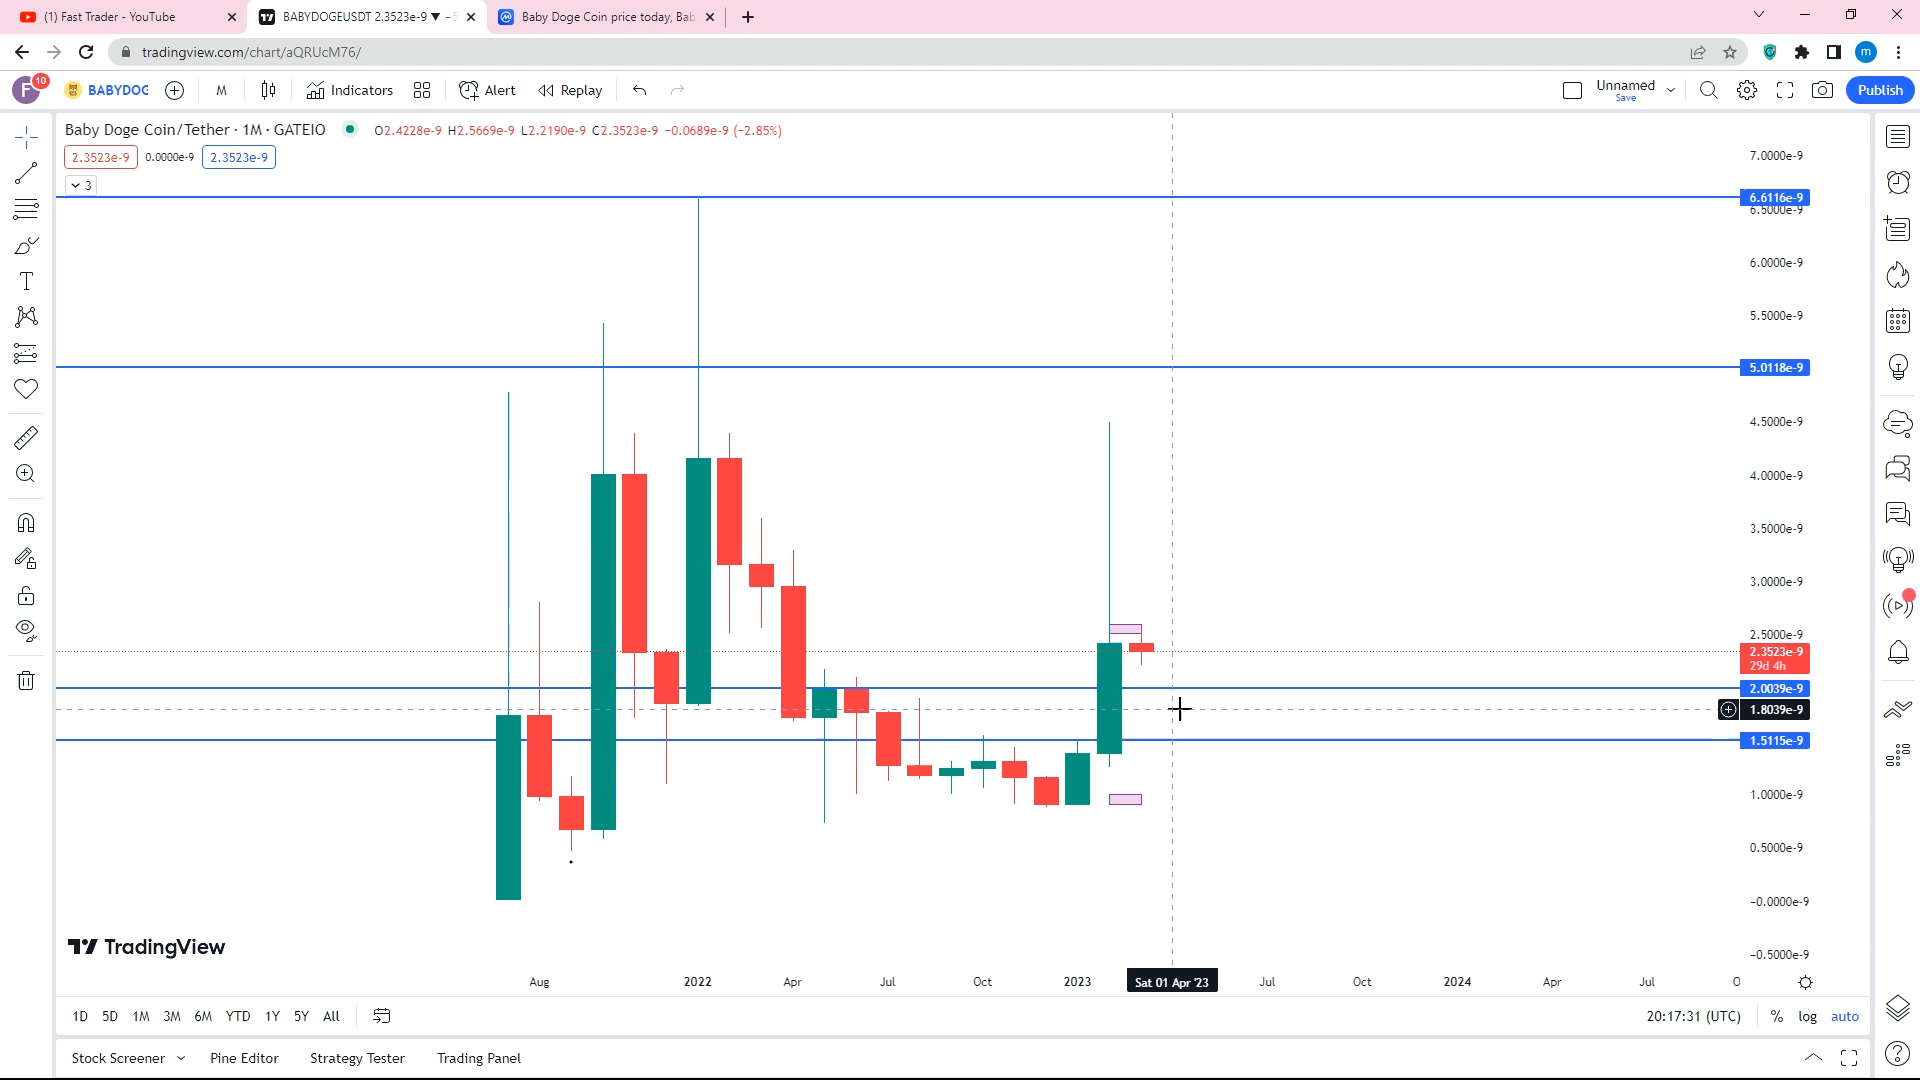 (1) Fast Trader - YouTube
BABYDOGEUSDT 2.3523e-9 ▼ −
Baby Doge Coin price today, Bab
tradingview.com/chart/aQRUcM76/
m
F
10
BABYDOG
M
Indicators
Alert
Replay
Unnamed
Save
Publish
Baby Doge Coin/Tether · 1M · GATEIO
O2.4228e-9 H2.5669e-9 L2.2190e-9 C2.3523e-9 −0.0689e-9 (−2.85%)
2.3523e-9 0.0000e-9 2.3523e-9
3
7.0000e-9
6.6116e-9
6.5000e-9
6.0000e-9
5.5000e-9
5.0118e-9
4.5000e-9
4.0000e-9
3.5000e-9
3.0000e-9
2.5000e-9
2.3523e-9
29d 4h
2.0039e-9
1.8039e-9
1.5115e-9
1.0000e-9
0.5000e-9
−0.0000e-9
−0.5000e-9
TradingView
Aug 2022 Apr Jul Oct 2023 Sat 01 Apr '23 Jul Oct 2024 Apr Jul O
1D 5D 1M 3M 6M YTD 1Y 5Y All
20:17:31 (UTC) % log auto
Stock Screener Pine Editor Strategy Tester Trading Panel